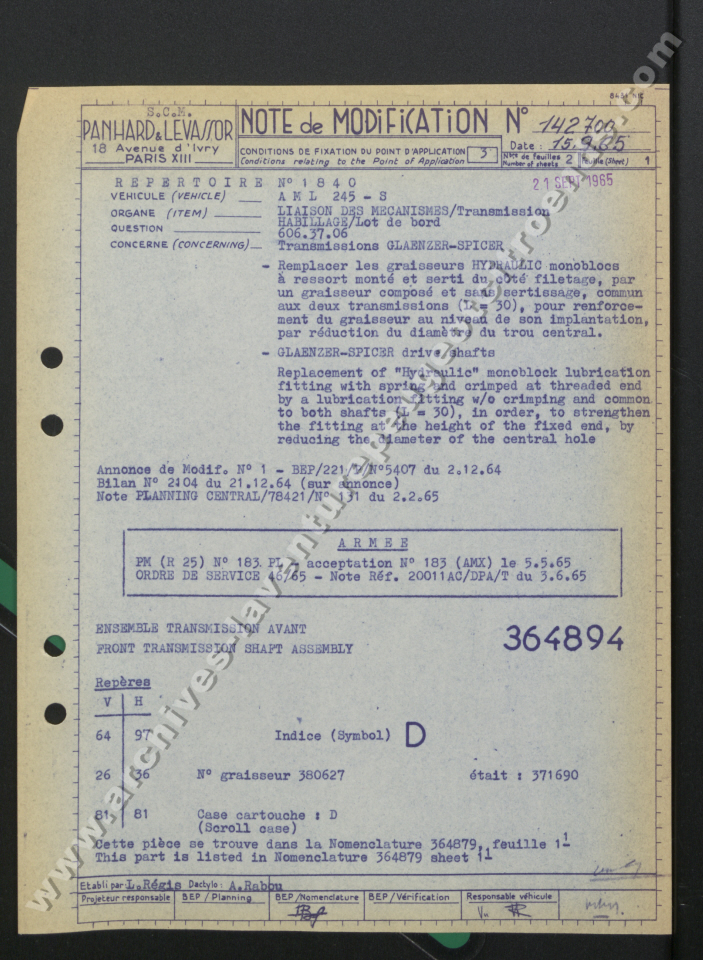 S.C.M.
PANHARD & LEVASSOR
18 Avenue d'Ivry
PARIS XIII
NOTE de MODIFICATION N° 142700
CONDITIONS DE FIXATION DU POINT D'APPLICATION 3
Conditions relating to the Point of Application
Date : 15.9.65
Nbre de feuilles 2 Feuille (Sheet) 1
Number of sheets
21 SEPT 1965
REPERTOIRE N° 1840
VÉHICULE (VEHICLE) AML 245 - S
ORGANE (ITEM) LIAISON DES MECANISMES/Transmission
HABILLAGE/Lot de bord
QUESTION 606.37.06
CONCERNE (CONCERNING) Transmissions GLAENZER-SPICER
- Remplacer les graisseurs HYDRAULIC monoblocs
à ressort monté et serti du côté filetage, par
un graisseur composé et sans sertissage, commun
aux deux transmissions (L = 30), pour renforce-
ment du graisseur au niveau de son implantation,
par réduction du diamètre du trou central.
- GLAENZER-SPICER drive shafts
Replacement of "Hydraulic" monoblock lubrication
fitting with spring and crimped at threaded end
by a lubrication fitting w/o crimping and common
to both shafts (L = 30), in order, to strengthen
the fitting at the height of the fixed end, by
reducing the diameter of the central hole
Annonce de Modif. N° 1 - BEP/221/D/N°5407 du 2.12.64
Bilan N° 2104 du 21.12.64 (sur annonce)
Note PLANNING CENTRAL/78421/N° 131 du 2.2.65
ARMEE
PM (R 25) N° 183 PL - acceptation N° 183 (AMX) le 5.5.65
ORDRE DE SERVICE 46/65 - Note Réf. 20011AC/DPA/T du 3.6.65
ENSEMBLE TRANSMISSION AVANT
FRONT TRANSMISSION SHAFT ASSEMBLY
364894
Repères
V H
64 97 Indice (Symbol) D
26 36 N° graisseur 380627 était : 371690
81 81 Case cartouche : D
(Scroll case)
Cette pièce se trouve dans la Nomenclature 364879, feuille 11
This part is listed in Nomenclature 364879 sheet 11
Etabli par L.Régis Dactylo : A.Rabou
Projeteur responsable BEP / Planning BEP / Nomenclature BEP / Vérification Responsable véhicule
www.archives-laventurepeugeotcitroends.com